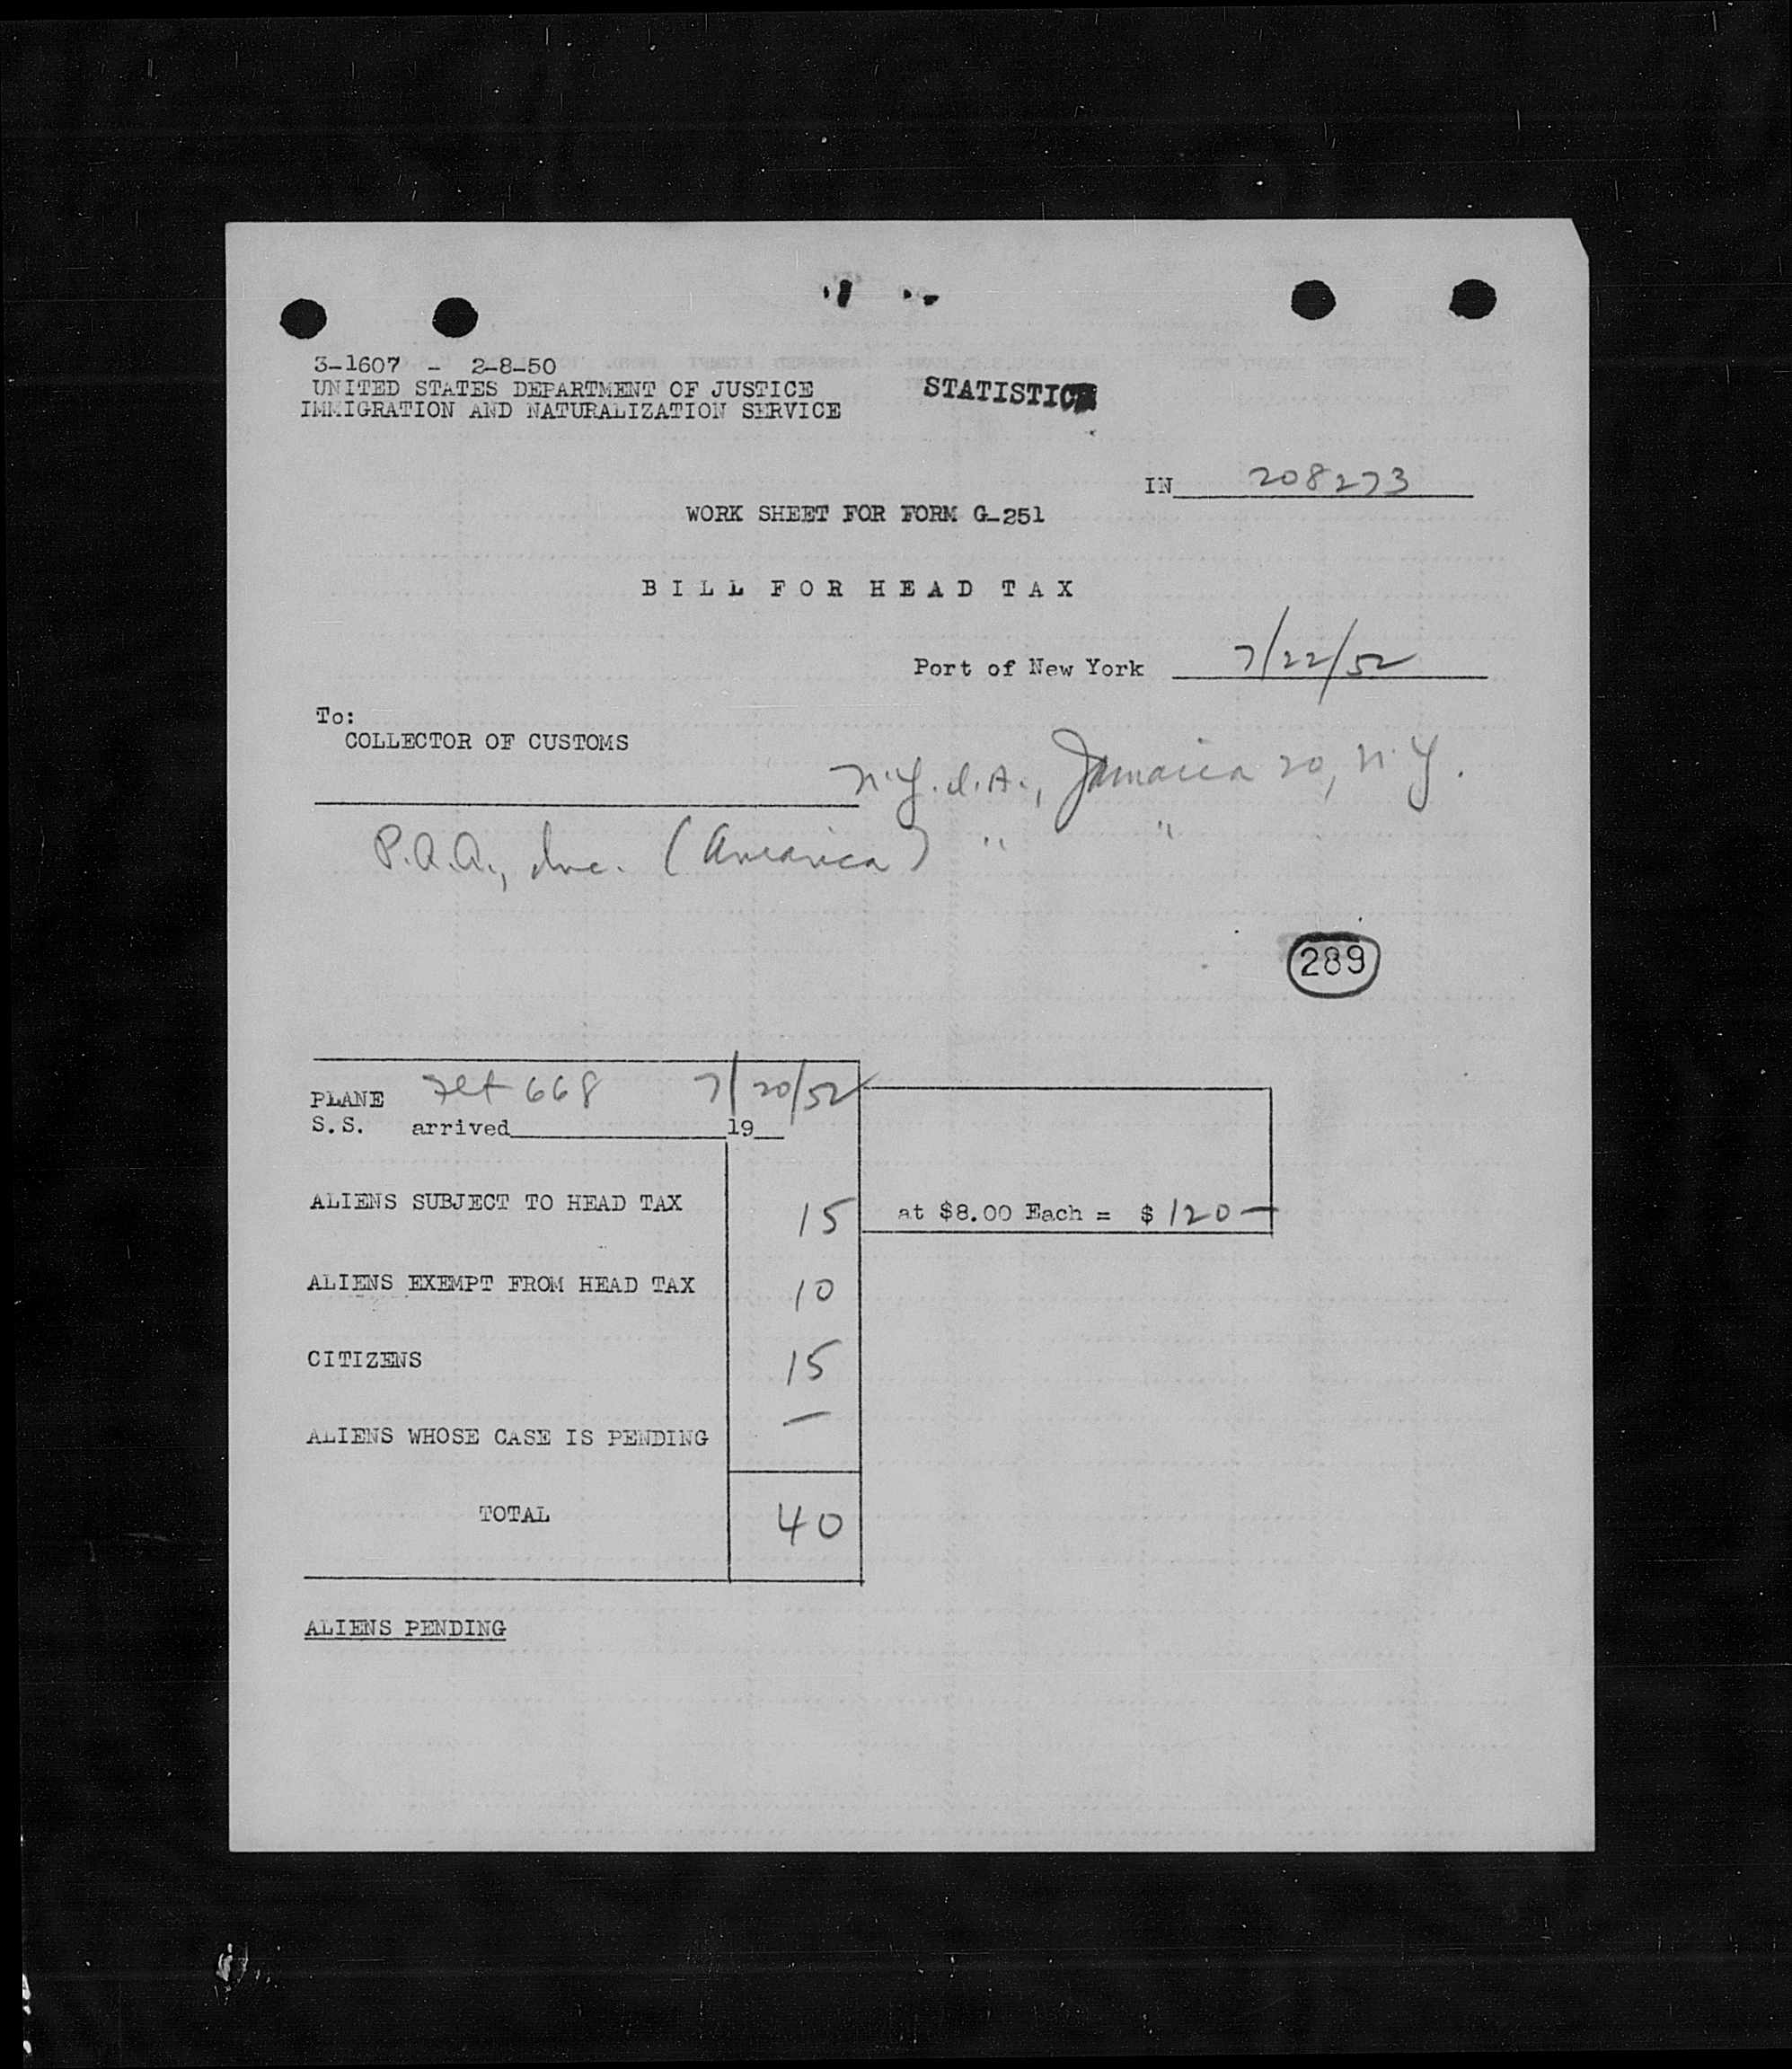 3-1607 - 2-8-50
UNITED STATES DEPARTMENT OF JUSTICE
IMMIGRATION AND NATURALIZATION SERVICE
STATISTICS
IN 208273
WORK SHEET FOR FORM G-251
BILL FOR HEAD TAX
Port of New York 7/22/52
To:
COLLECTOR OF CUSTOMS
N.Y.I.A., Jamaica 20, N.Y.
P.A.A., Inc. (America) " "
289
PLANE Flt 668 7/20/52
S.S. arrived 19
ALIENS SUBJECT TO HEAD TAX 15 at $8.00 Each = $ 120—
ALIENS EXEMPT FROM HEAD TAX 10
CITIZENS 15
ALIENS WHOSE CASE IS PENDING —
TOTAL 40
ALIENS PENDING